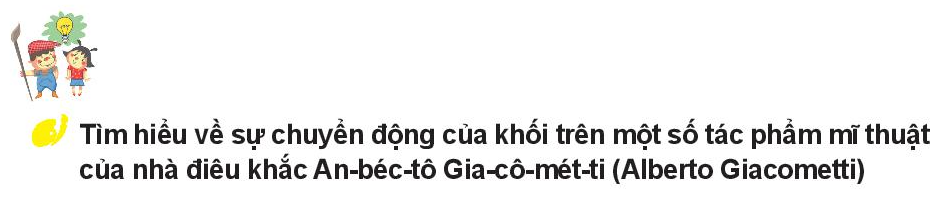 Tìm hiểu về sự chuyển động của khối trên một số tác phẩm mĩ thuật
của nhà điêu khắc An-béc-tô Gia-cô-mét-ti (Alberto Giacometti)